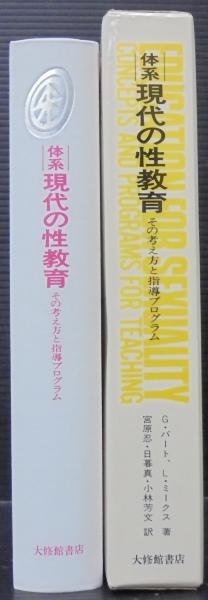 体系
現代の性教育
その考え方と指導プログラム
大修館書店
EDUCATION FOR SEXUALITY
CONCEPTS AND PROGRAMS FOR TEACHING
体系
現代の性教育
その考え方と指導プログラム
G・バート、L・ミークス 著
宮原忍・日暮真・小林芳文 訳
大修館書店